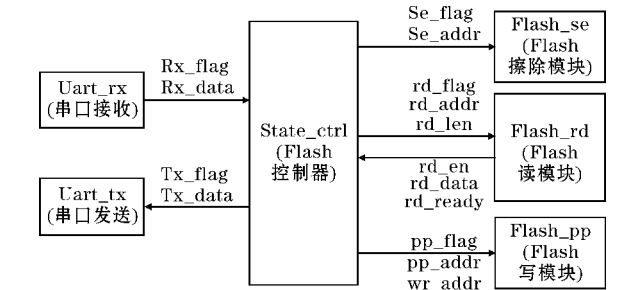 Uart_rx
(串口接收)
Rx_flag
Rx_data
Uart_tx
(串口发送)
Tx_flag
Tx_data
State_ctrl
(Flash
控制器)
Se_flag
Se_addr
Flash_se
(Flash
擦除模块)
rd_flag
rd_addr
rd_len
rd_en
rd_data
rd_ready
Flash_rd
(Flash
读模块)
pp_flag
pp_addr
wr_addr
Flash_pp
(Flash
写模块)